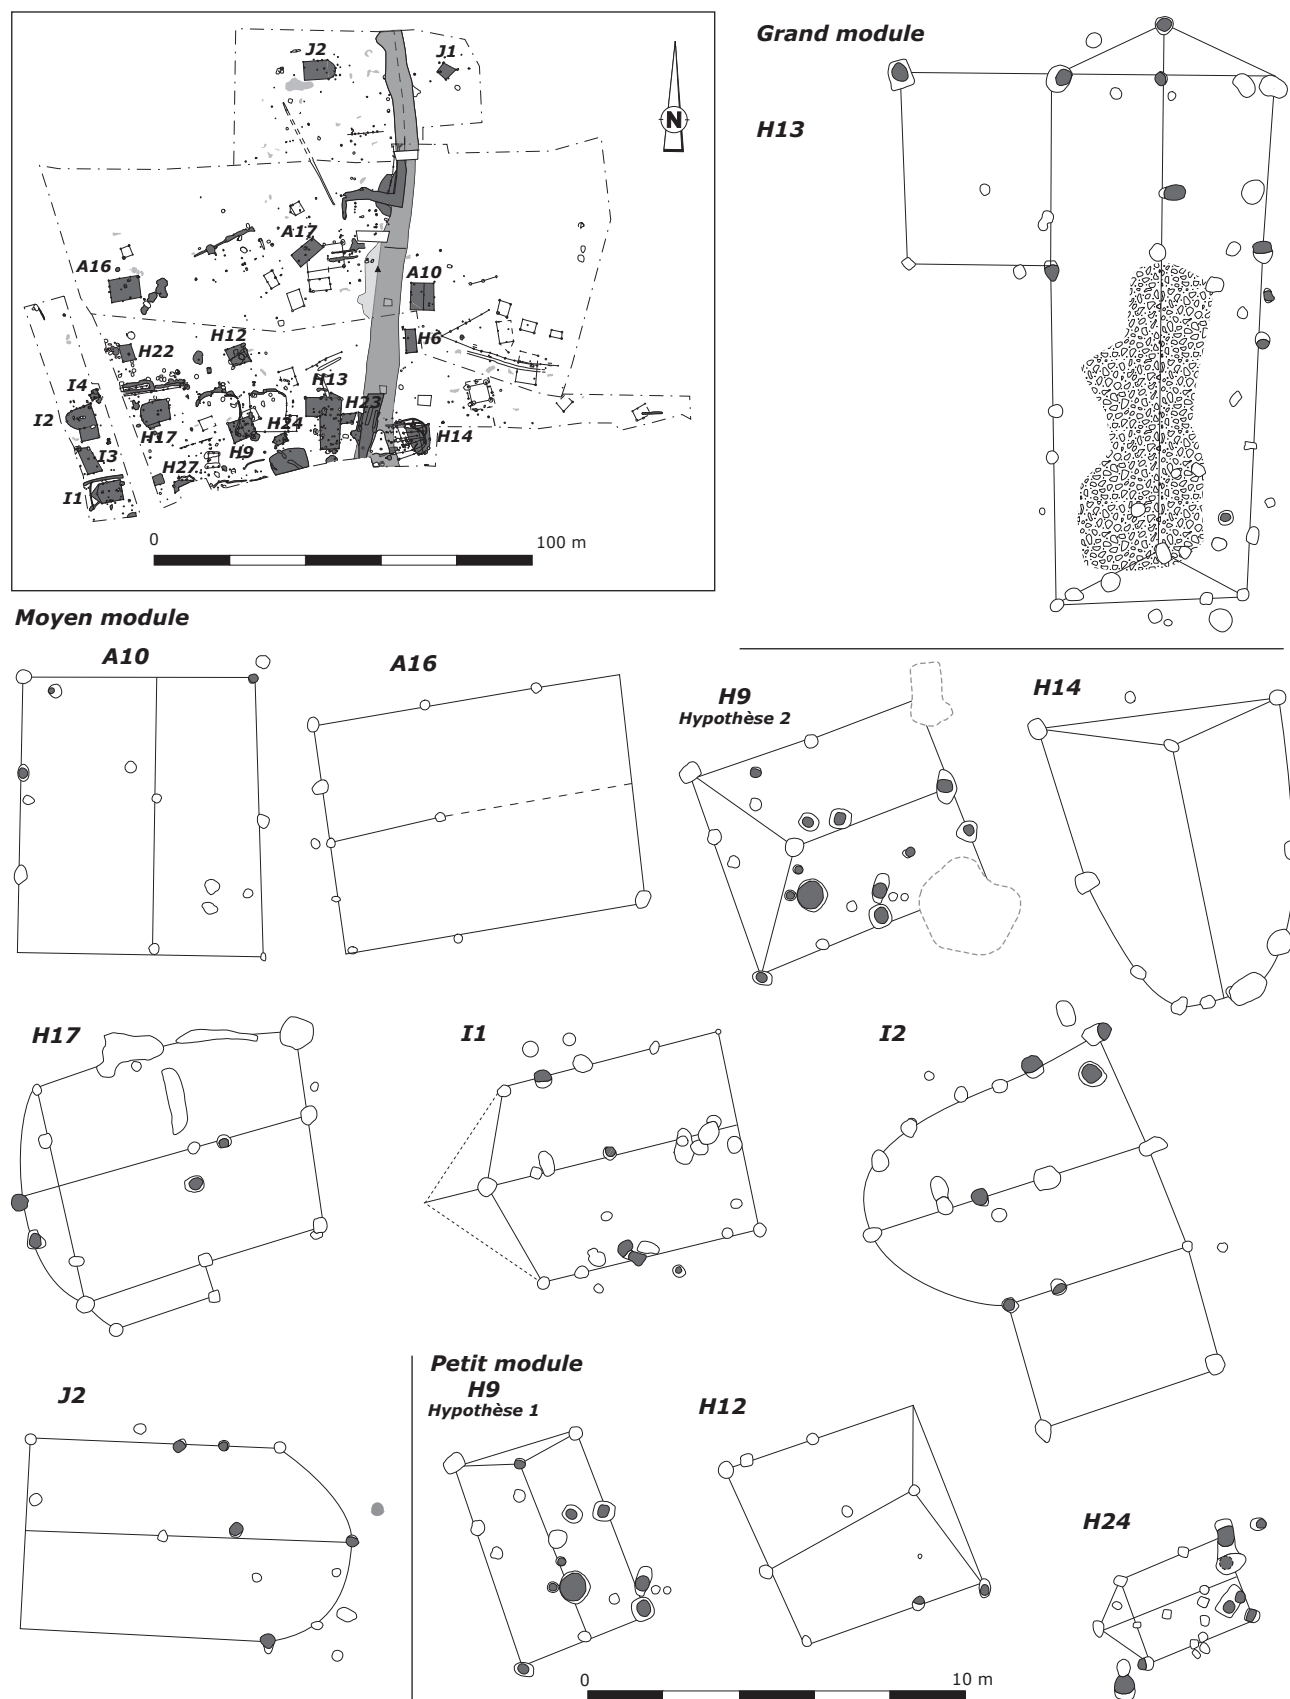 J2
J1
N
A17
A16
A10
H12
H6
H22
H13
I4
H23
I2
H24
H14
H17
H9
I3
H27
I1
0
100 m
Grand module
H13
Moyen module
A10
A16
H9
Hypothèse 2
H14
H17
I1
I2
J2
Petit module
H9
Hypothèse 1
H12
H24
0
10 m